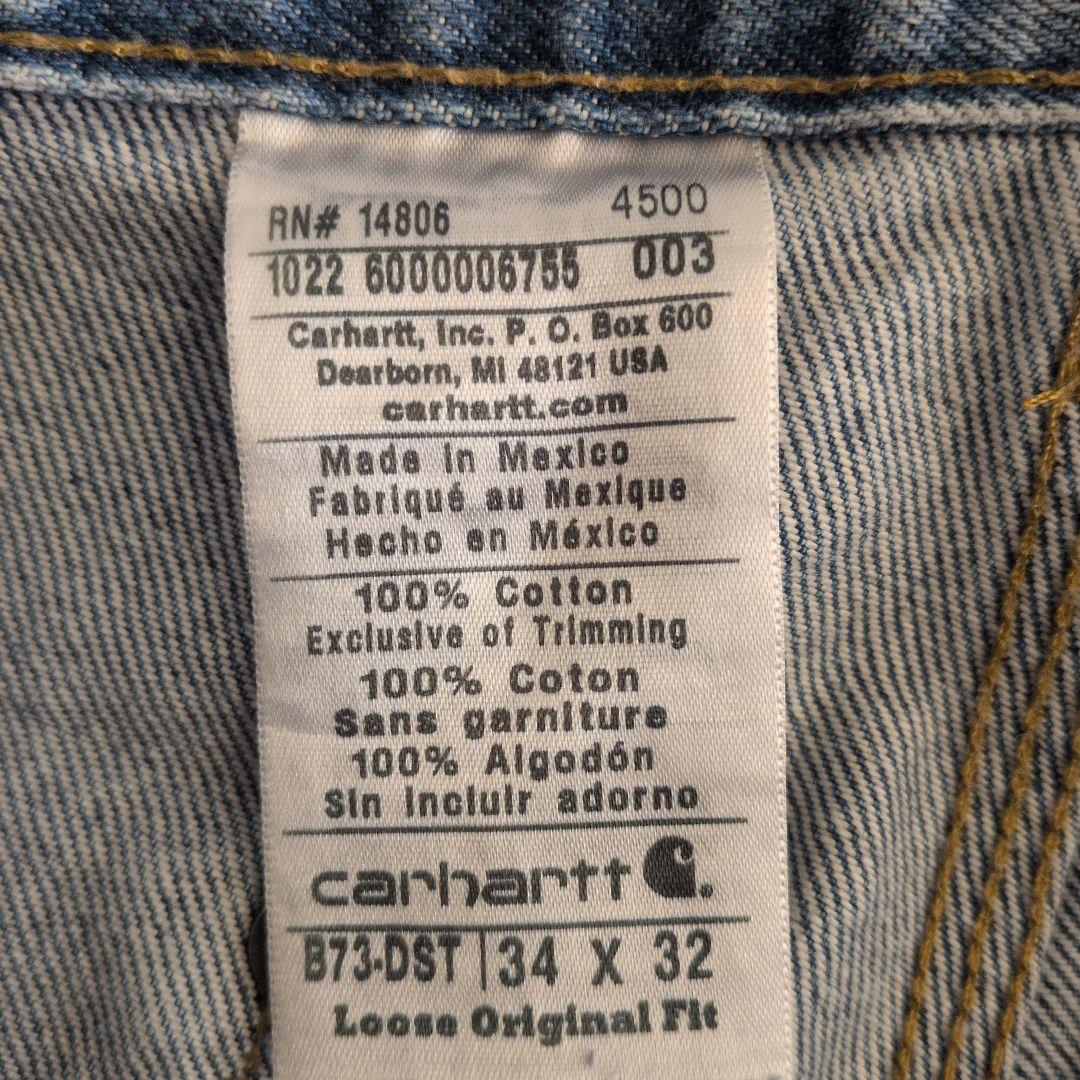 RN# 14806 4500
1022 6000006755 003
Carhartt, Inc. P. O. Box 600
Dearborn, MI 48121 USA
carhartt.com
Made in Mexico
Fabriqué au Mexique
Hecho en México
100% Cotton
Exclusive of Trimming
100% Coton
Sans garniture
100% Algodón
Sin incluir adorno
carhartt
B73-DST 34 X 32
Loose Original Fit